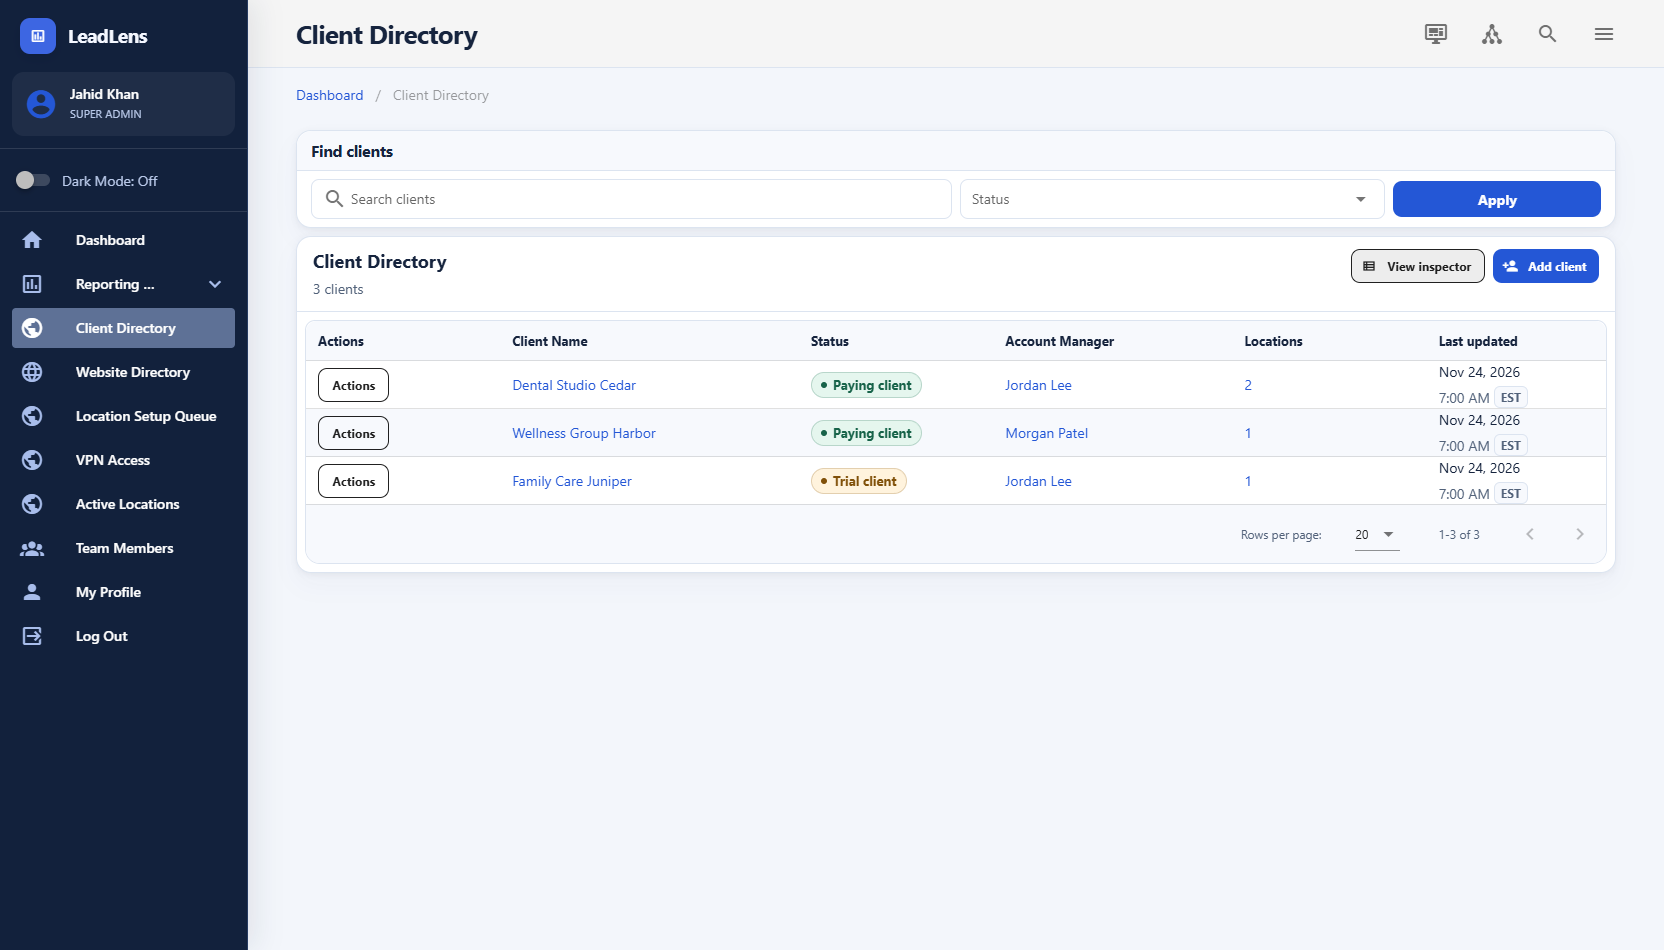 LeadLens
Jahid Khan
SUPER ADMIN
Dark Mode: Off
Dashboard
Reporting ...
Client Directory
Website Directory
Location Setup Queue
VPN Access
Active Locations
Team Members
My Profile
Log Out
Client Directory
Dashboard / Client Directory
Find clients
Search clients
Status
Apply
Client Directory
3 clients
View inspector
Add client
Actions Client Name Status Account Manager Locations Last updated
Actions Dental Studio Cedar Paying client Jordan Lee 2 Nov 24, 2026
7:00 AM EST
Actions Wellness Group Harbor Paying client Morgan Patel 1 Nov 24, 2026
7:00 AM EST
Actions Family Care Juniper Trial client Jordan Lee 1 Nov 24, 2026
7:00 AM EST
Rows per page: 20 1-3 of 3